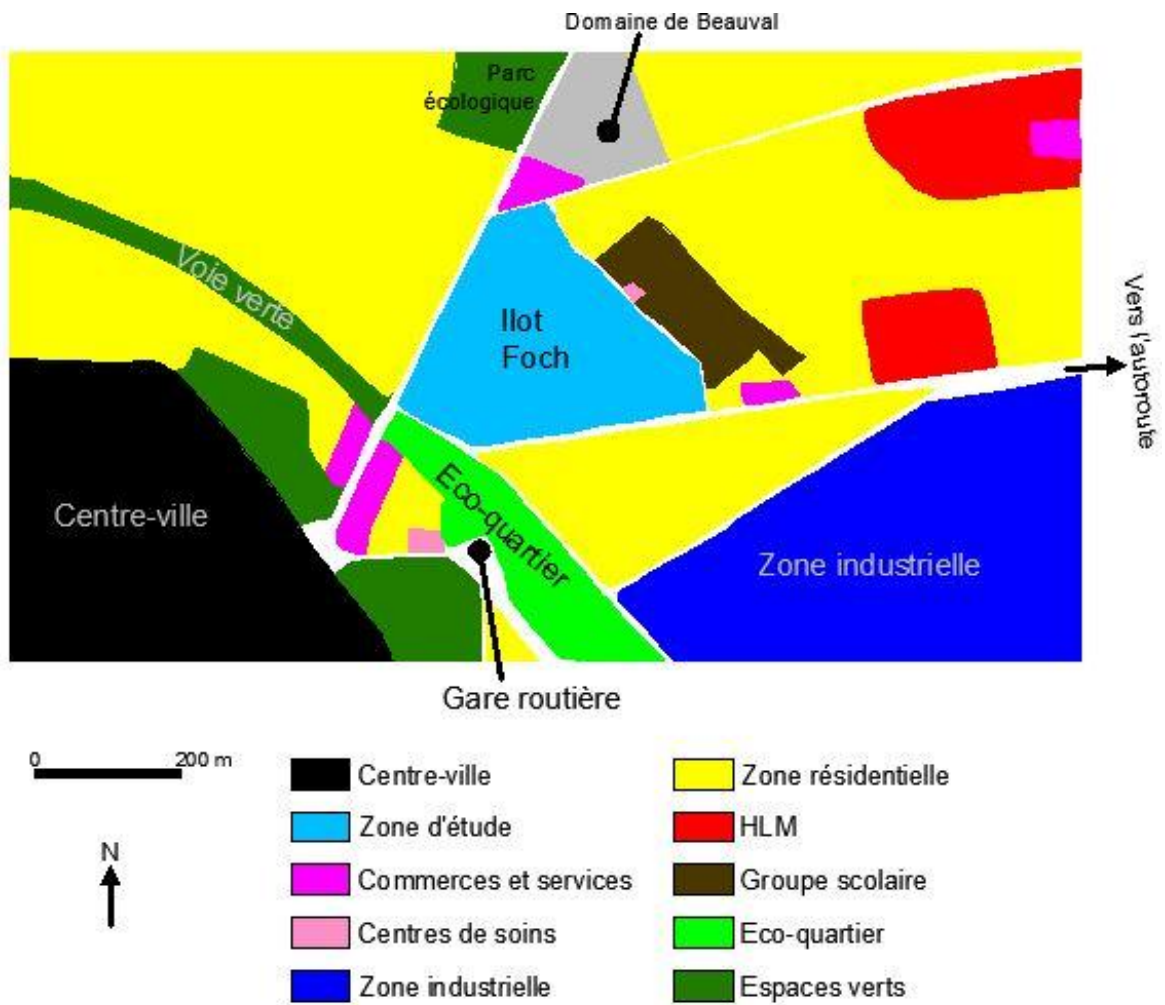 Domaine de Beauval
Parc
écologique
Voie verte
Ilot
Foch
Vers l'autoroute
Eco-quartier
Centre-ville
Zone industrielle
Gare routière
0 200 m
N
Centre-ville
Zone d'étude
Commerces et services
Centres de soins
Zone industrielle
Zone résidentielle
HLM
Groupe scolaire
Eco-quartier
Espaces verts